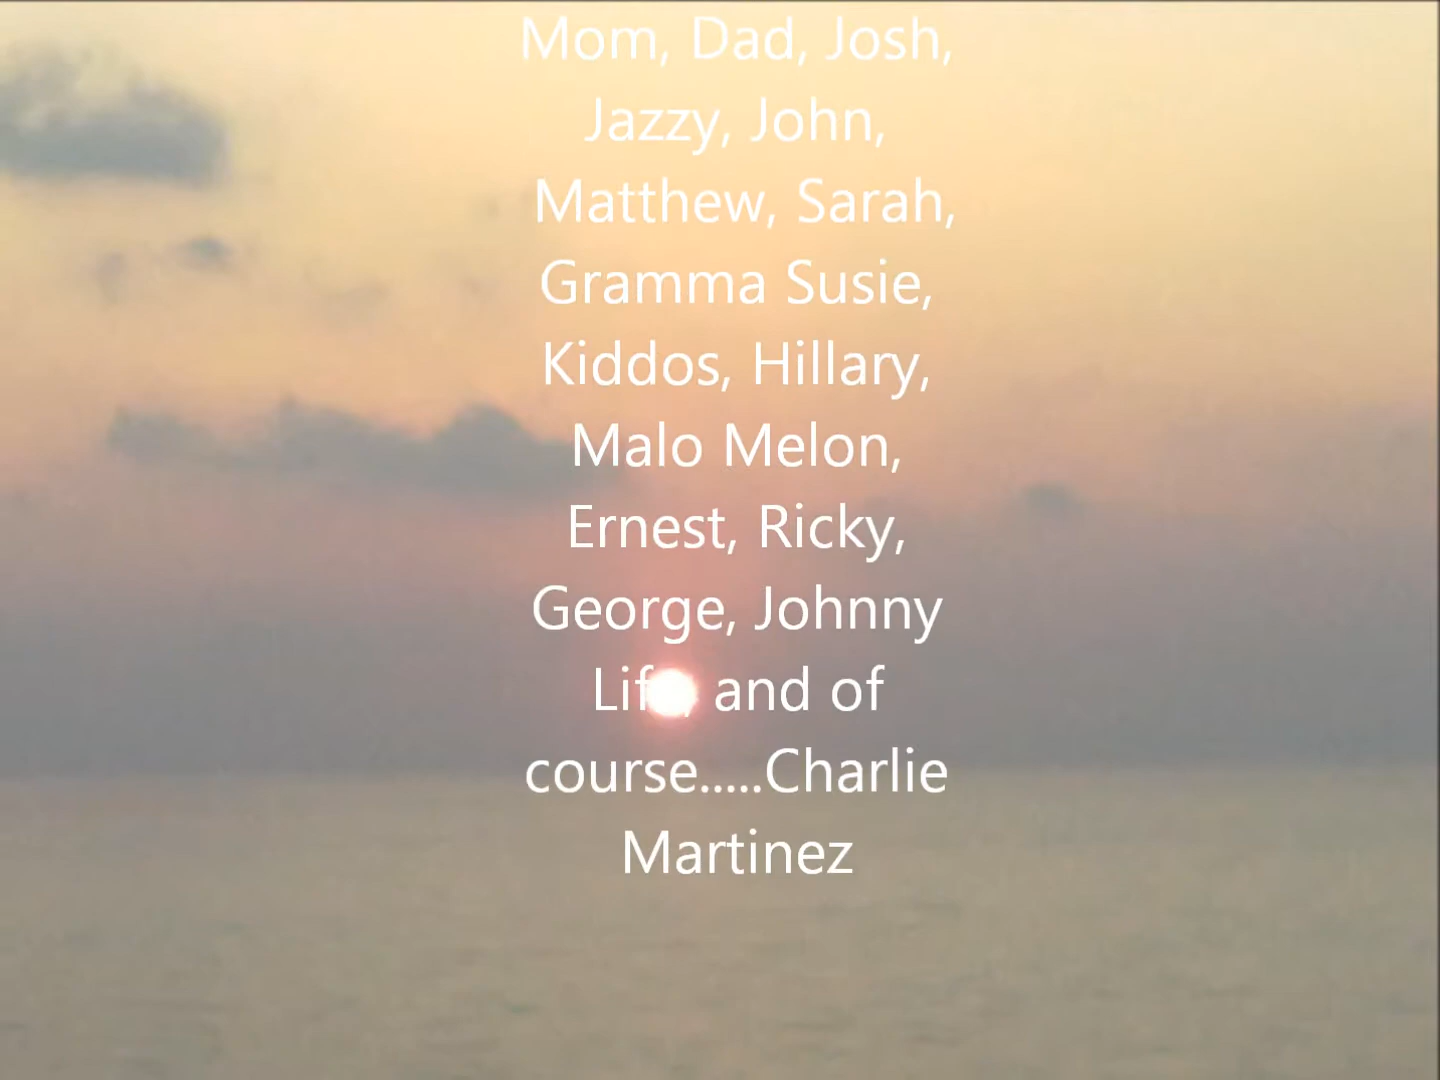 Mom, Dad, Josh,
Jazzy, John,
Matthew, Sarah,
Gramma Susie,
Kiddos, Hillary,
Malo Melon,
Ernest, Ricky,
George, Johnny
Life, and of
course.....Charlie
Martinez